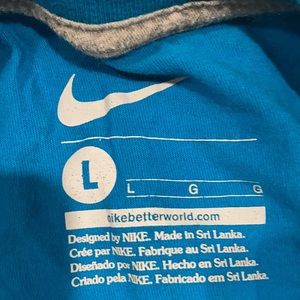 L
L G G
nikebetterworld.com
Designed by NIKE. Made in Sri Lanka.
Crée par NIKE. Fabrique au Sri Lanka.
Diseñado por NIKE. Hecho en Sri Lanka.
Criado pela NIKE. Fabricado em Sri Lanka.